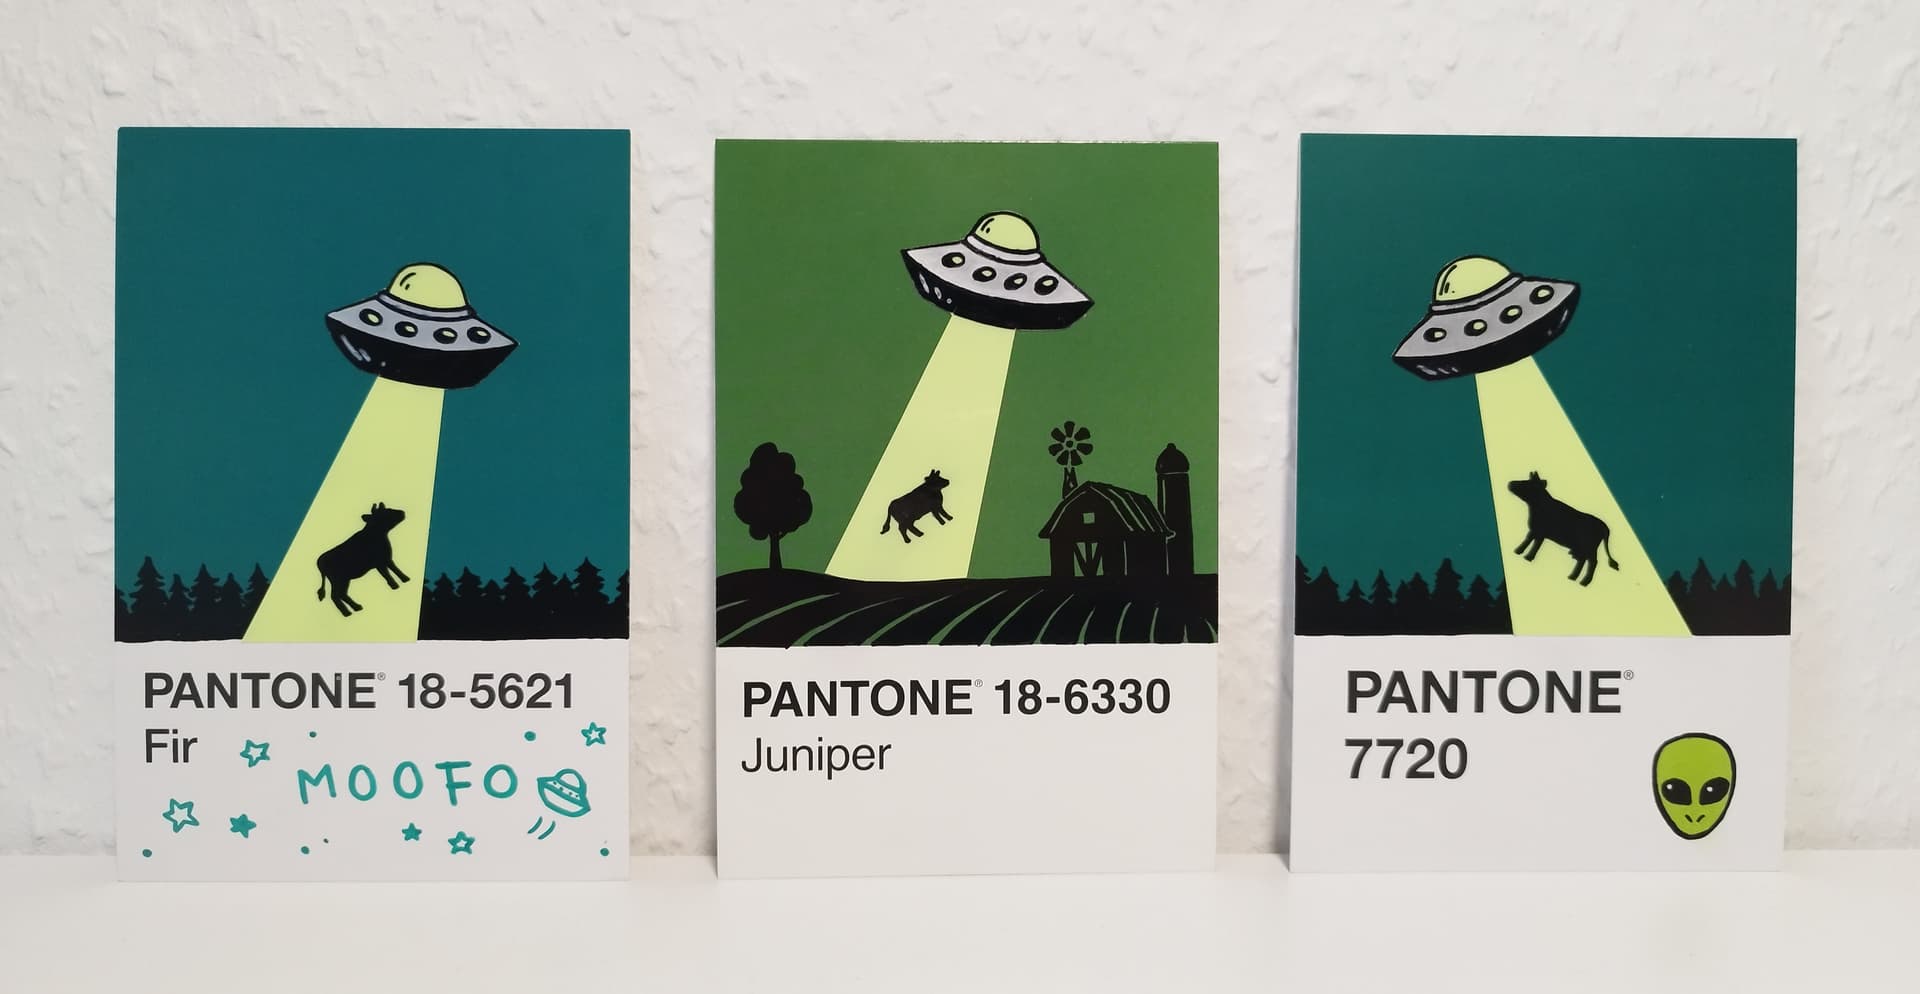 PANTONE® 18-5621
Fir
MOOFO
PANTONE® 18-6330
Juniper
PANTONE®
7720